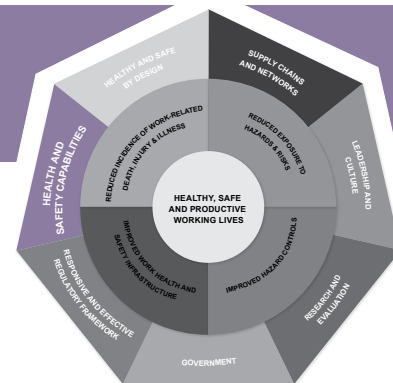 HEALTHY AND SAFE
BY DESIGN
SUPPLY CHAINS
AND NETWORKS
LEADERSHIP AND
CULTURE
RESEARCH AND
EVALUATION
GOVERNMENT
RESPONSIVE AND EFFECTIVE
REGULATORY FRAMEWORK
HEALTH AND
SAFETY CAPABILITIES
REDUCED INCIDENCE OF WORK-RELATED
DEATH, INJURY & ILLNESS
REDUCED EXPOSURE TO
HAZARDS & RISKS
IMPROVED HAZARD CONTROLS
IMPROVED WORK HEALTH AND
SAFETY INFRASTRUCTURE
HEALTHY, SAFE
AND PRODUCTIVE
WORKING LIVES